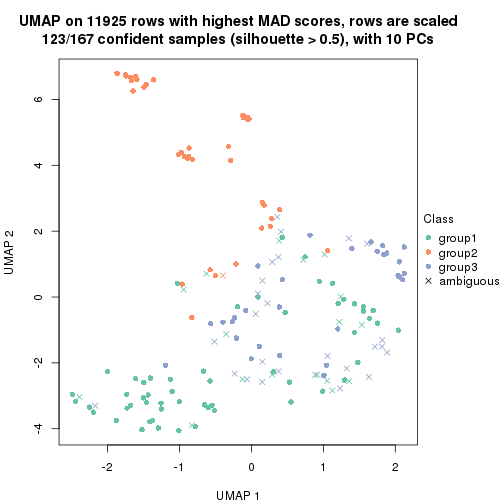 UMAP on 11925 rows with highest MAD scores, rows are scaled
123/167 confident samples (silhouette > 0.5), with 10 PCs
6
4
2
0
-2
-4
UMAP 2
-2
-1
0
1
2
UMAP 1
Class
group1
group2
group3
ambiguous